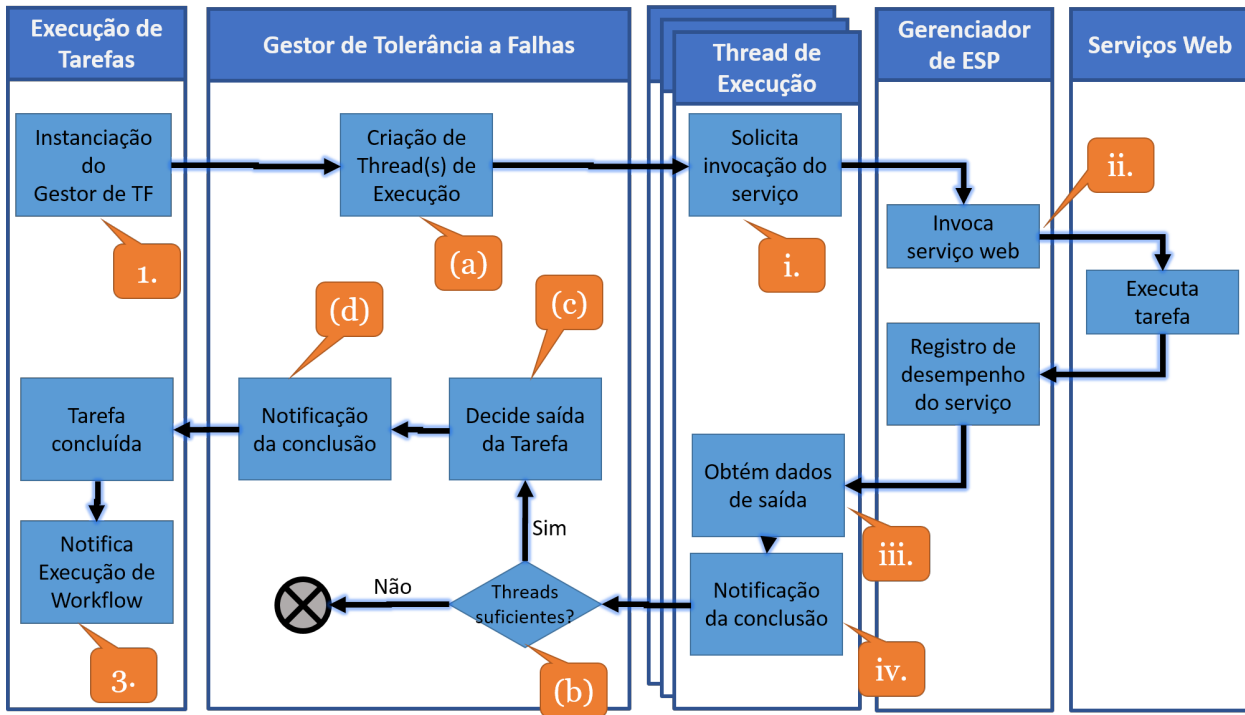 Execução de
Tarefas
Gestor de Tolerância a Falhas
Thread de
Execução
Gerenciador
de ESP
Serviços Web
Instanciação
do
Gestor de TF
1.
Criação de
Thread(s) de
Execução
(a)
Solicita
invocação do
serviço
i.
Invoca
serviço web
ii.
Executa
tarefa
Registro de
desempenho
do serviço
Obtém dados
de saída
iii.
Notificação
da conclusão
iv.
Threads
suficientes?
(b)
Não
Sim
Decide saída
da Tarefa
(c)
Notificação
da conclusão
(d)
Tarefa
concluída
Notifica
Execução de
Workflow
3.